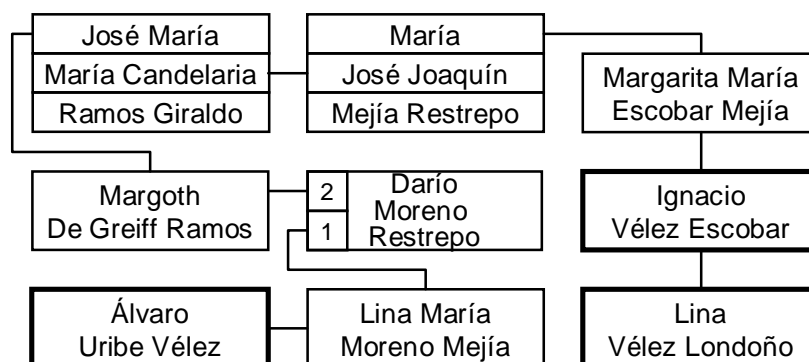 José María
María Candelaria
Ramos Giraldo
María
José Joaquín
Mejía Restrepo
Margarita María
Escobar Mejía
Margoth
De Greiff Ramos
2
1
Darío
Moreno
Restrepo
Ignacio
Vélez Escobar
Álvaro
Uribe Vélez
Lina María
Moreno Mejía
Lina
Vélez Londoño